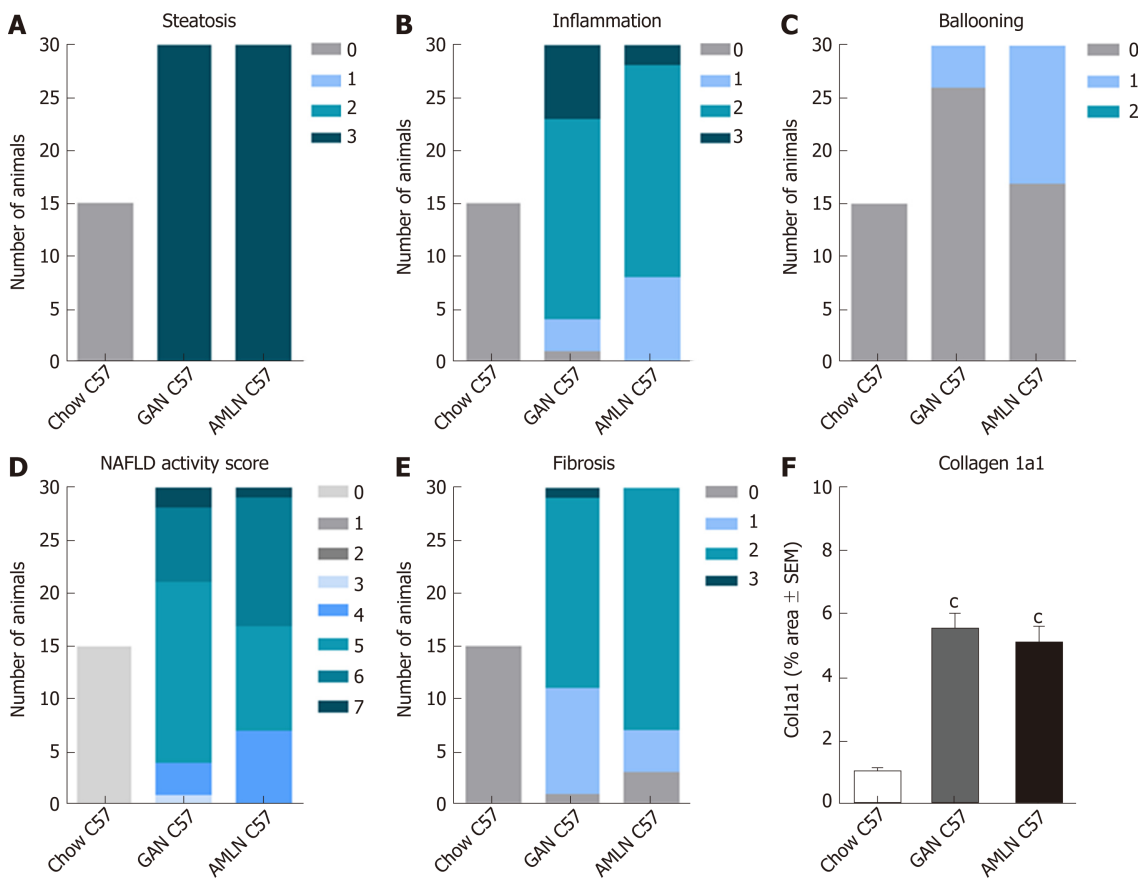 A
Steatosis
Number of animals
30
25
20
15
10
5
0
Chow C57
GAN C57
AMLN C57
0
1
2
3
B
Inflammation
Number of animals
30
25
20
15
10
5
0
Chow C57
GAN C57
AMLN C57
0
1
2
3
C
Ballooning
Number of animals
30
25
20
15
10
5
0
Chow C57
GAN C57
AMLN C57
0
1
2
D
NAFLD activity score
Number of animals
30
25
20
15
10
5
0
Chow C57
GAN C57
AMLN C57
0
1
2
3
4
5
6
7
E
Fibrosis
Number of animals
30
25
20
15
10
5
0
Chow C57
GAN C57
AMLN C57
0
1
2
3
F
Collagen 1a1
Col1a1 (% area ± SEM)
10
8
6
4
2
0
c
c
Chow C57
GAN C57
AMLN C57